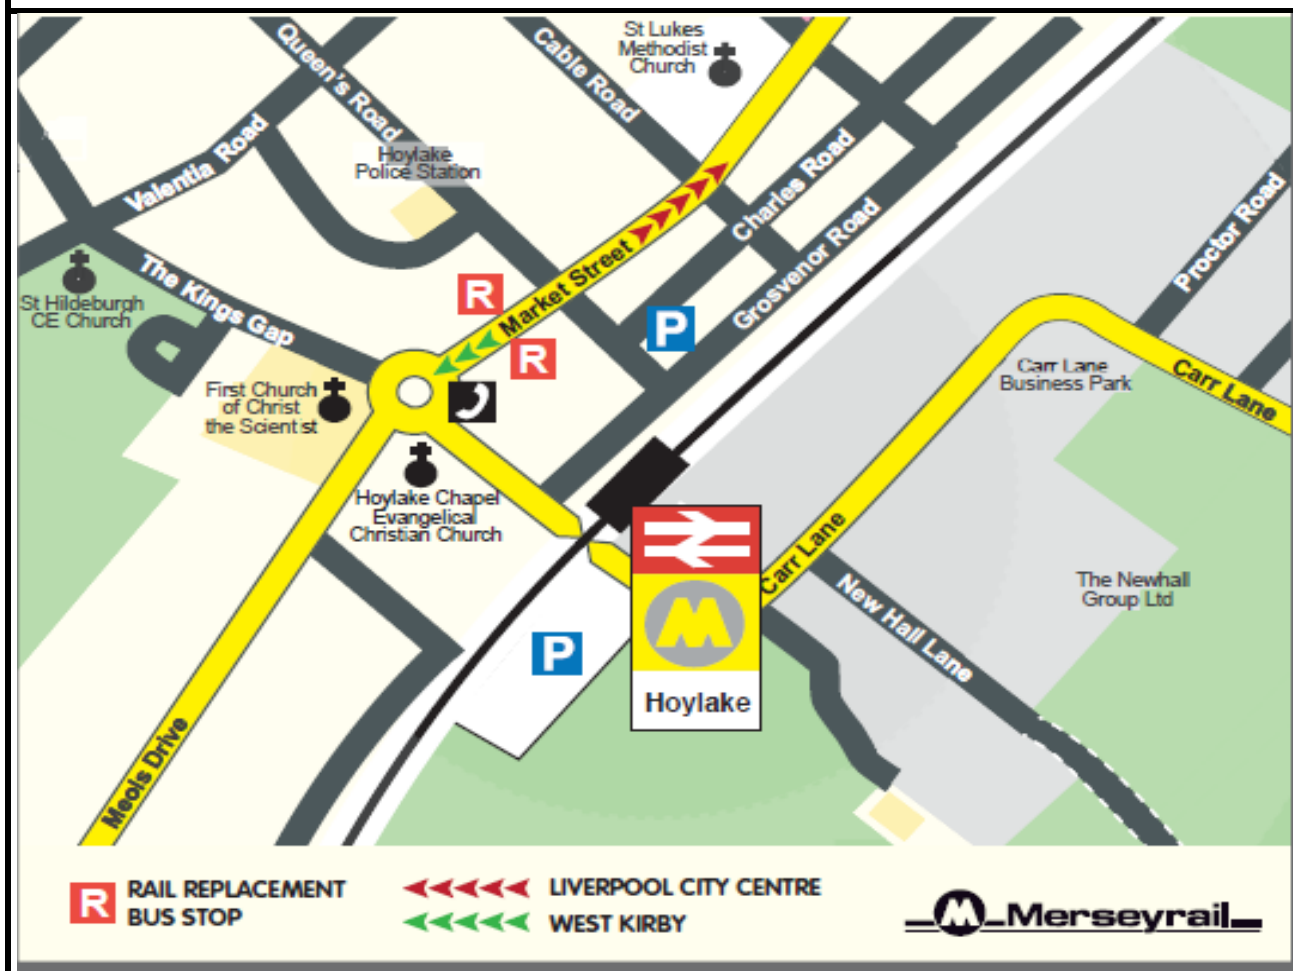 St Lukes
Methodist
Church
Queen's Road
Cable Road
Valentia Road
Hoylake
Police Station
Charles Road
Grosvenor Road
Proctor Road
The Kings Gap
St Hildeburgh
CE Church
R
Market Street
R
P
First Church
of Christ
the Scientist
Carr Lane
Business Park
Carr Lane
Hoylake Chapel
Evangelical
Christian Church
Carr Lane
New Hall Lane
The Newhall
Group Ltd
P
M
Hoylake
Meols Drive
R RAIL REPLACEMENT
BUS STOP
LIVERPOOL CITY CENTRE
WEST KIRBY
M Merseyrail